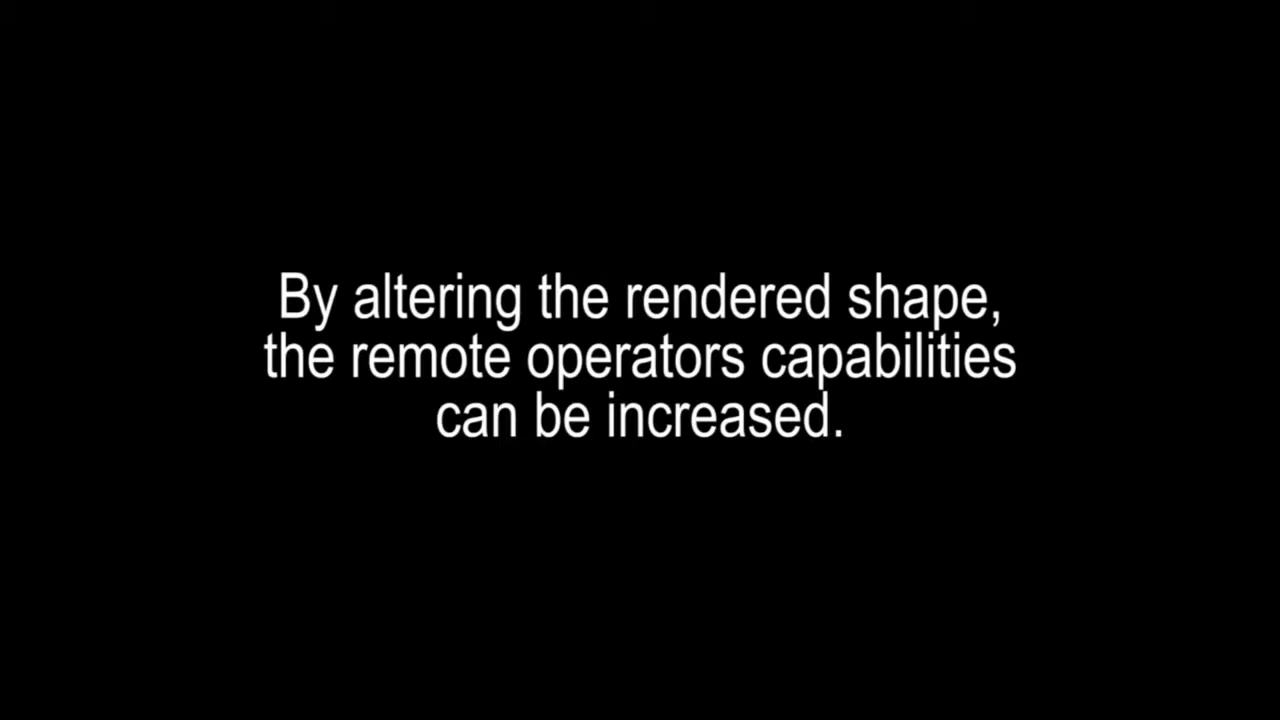 By altering the rendered shape,
the remote operators capabilities
can be increased.